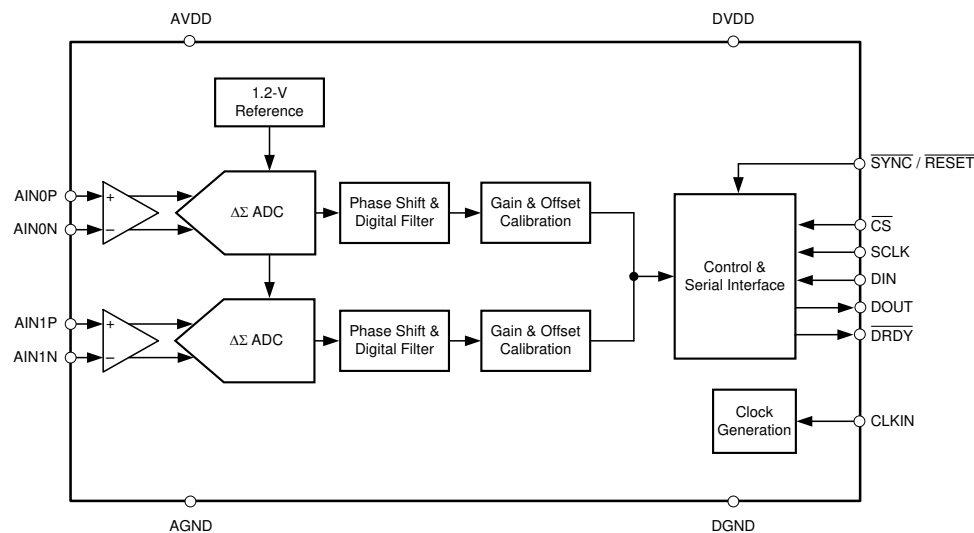 AVDD
DVDD
1.2-V
Reference
SYNC / RESET
AIN0P
+
ΔΣ ADC
Phase Shift &
Digital Filter
Gain & Offset
Calibration
AIN0N
−
CS
SCLK
Control &
Serial Interface
DIN
DOUT
DRDY
AIN1P
+
ΔΣ ADC
Phase Shift &
Digital Filter
Gain & Offset
Calibration
AIN1N
−
Clock
Generation
CLKIN
AGND
DGND